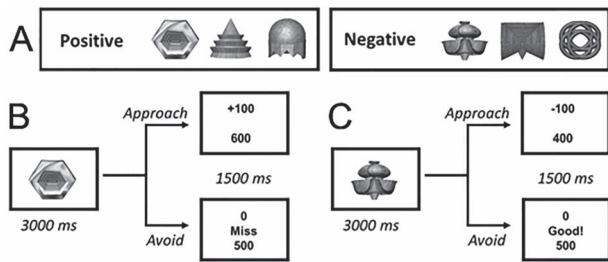 A
Positive
Negative
B
Approach
+100
600
3000 ms
1500 ms
Avoid
0
Miss
500
C
Approach
-100
400
3000 ms
1500 ms
Avoid
0
Good!
500